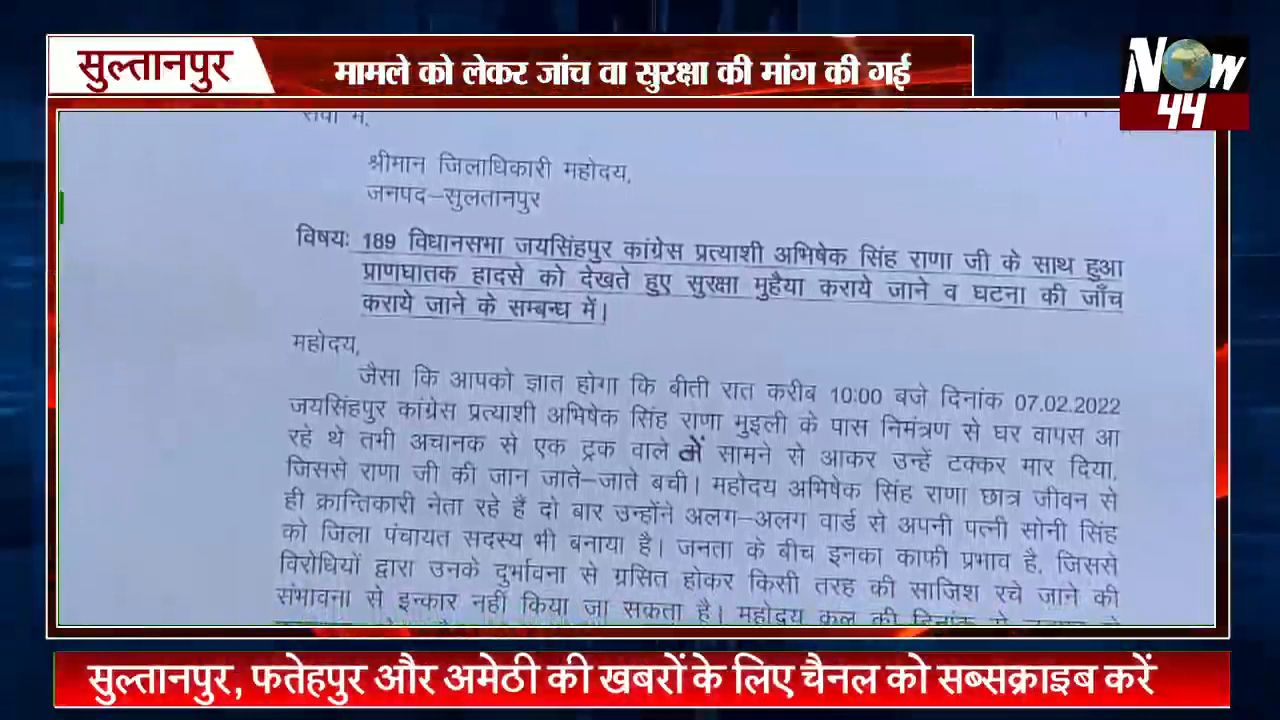 सुल्तानपुर
मामले को लेकर जांच वा सुरक्षा की मांग की गई
Now
44
सेवा में,
श्रीमान जिलाधिकारी महोदय,
जनपद–सुलतानपुर
विषयः 189 विधानसभा जयसिंहपुर कांग्रेस प्रत्याशी अभिषेक सिंह राणा जी के साथ हुआ
प्राणघातक हादसे को देखते हुए सुरक्षा मुहैया कराये जाने व घटना की जाँच
कराये जाने के सम्बन्ध में।
महोदय,
जैसा कि आपको ज्ञात होगा कि बीती रात करीब 10:00 बजे दिनांक 07.02.2022
जयसिंहपुर कांग्रेस प्रत्याशी अभिषेक सिंह राणा मुइली के पास निमंत्रण से घर वापस आ
रहे थे तभी अचानक से एक ट्रक वाले ने सामने से आकर उन्हें टक्कर मार दिया,
जिससे राणा जी की जान जाते–जाते बची। महोदय अभिषेक सिंह राणा छात्र जीवन से
ही क्रान्तिकारी नेता रहे हैं दो बार उन्होंने अलग–अलग वार्ड से अपनी पत्नी सोनी सिंह
को जिला पंचायत सदस्य भी बनाया है। जनता के बीच इनका काफी प्रभाव है, जिससे
विरोधियों द्वारा उनके दुर्भावना से ग्रसित होकर किसी तरह की साजिश रचे जाने की
संभावना से इन्कार नहीं किया जा सकता है। महोदय कल की दिनांक से
सुल्तानपुर, फतेहपुर और अमेठी की खबरों के लिए चैनल को सब्सक्राइब करें